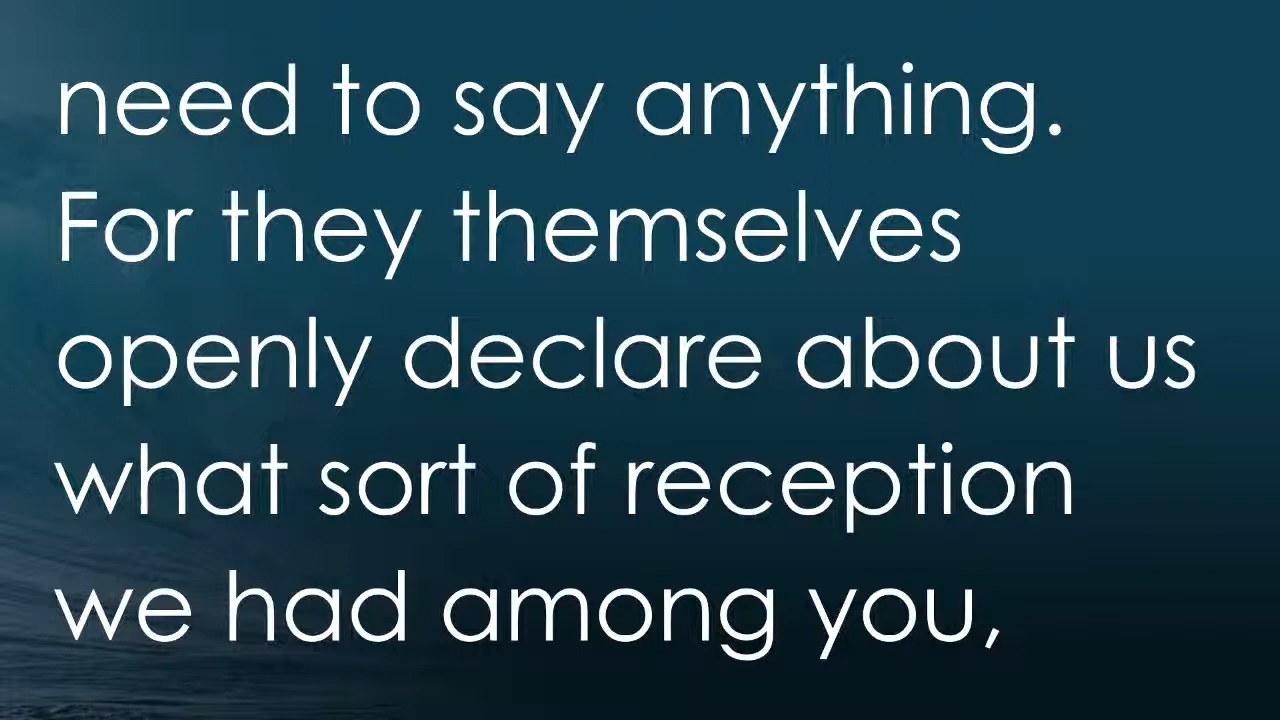 need to say anything.
For they themselves
openly declare about us
what sort of reception
we had among you,